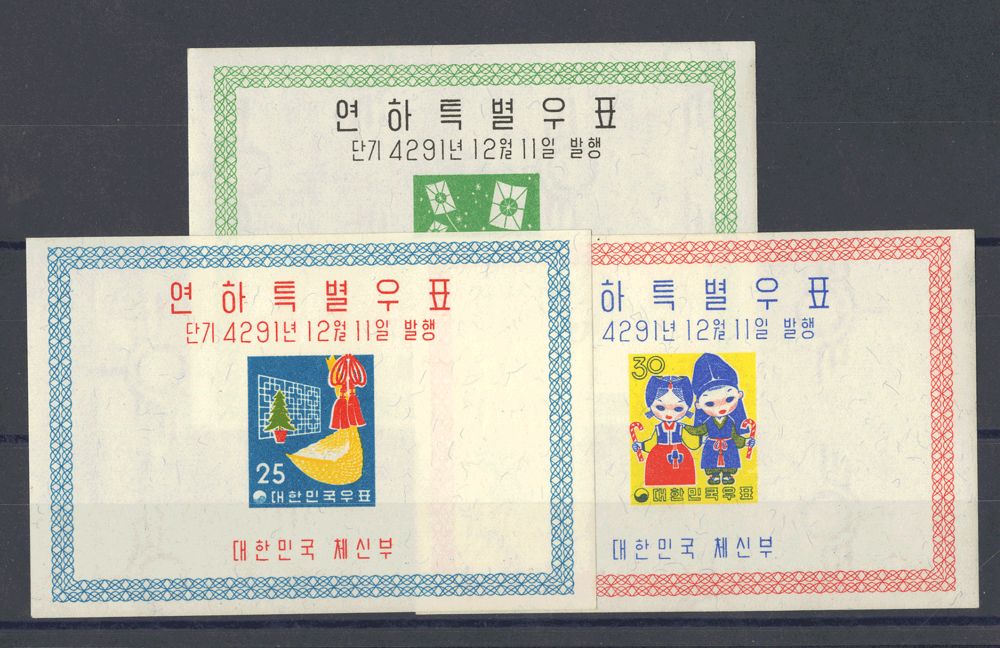 연하특별우표
단기 4291년 12월 11일 발행
연하특별우표
단기 4291년 12월 11일 발행
25
대한민국우표
대한민국 체신부
하특별우표
4291년 12월 11일 발행
30
대한민국우표
대한민국 체신부